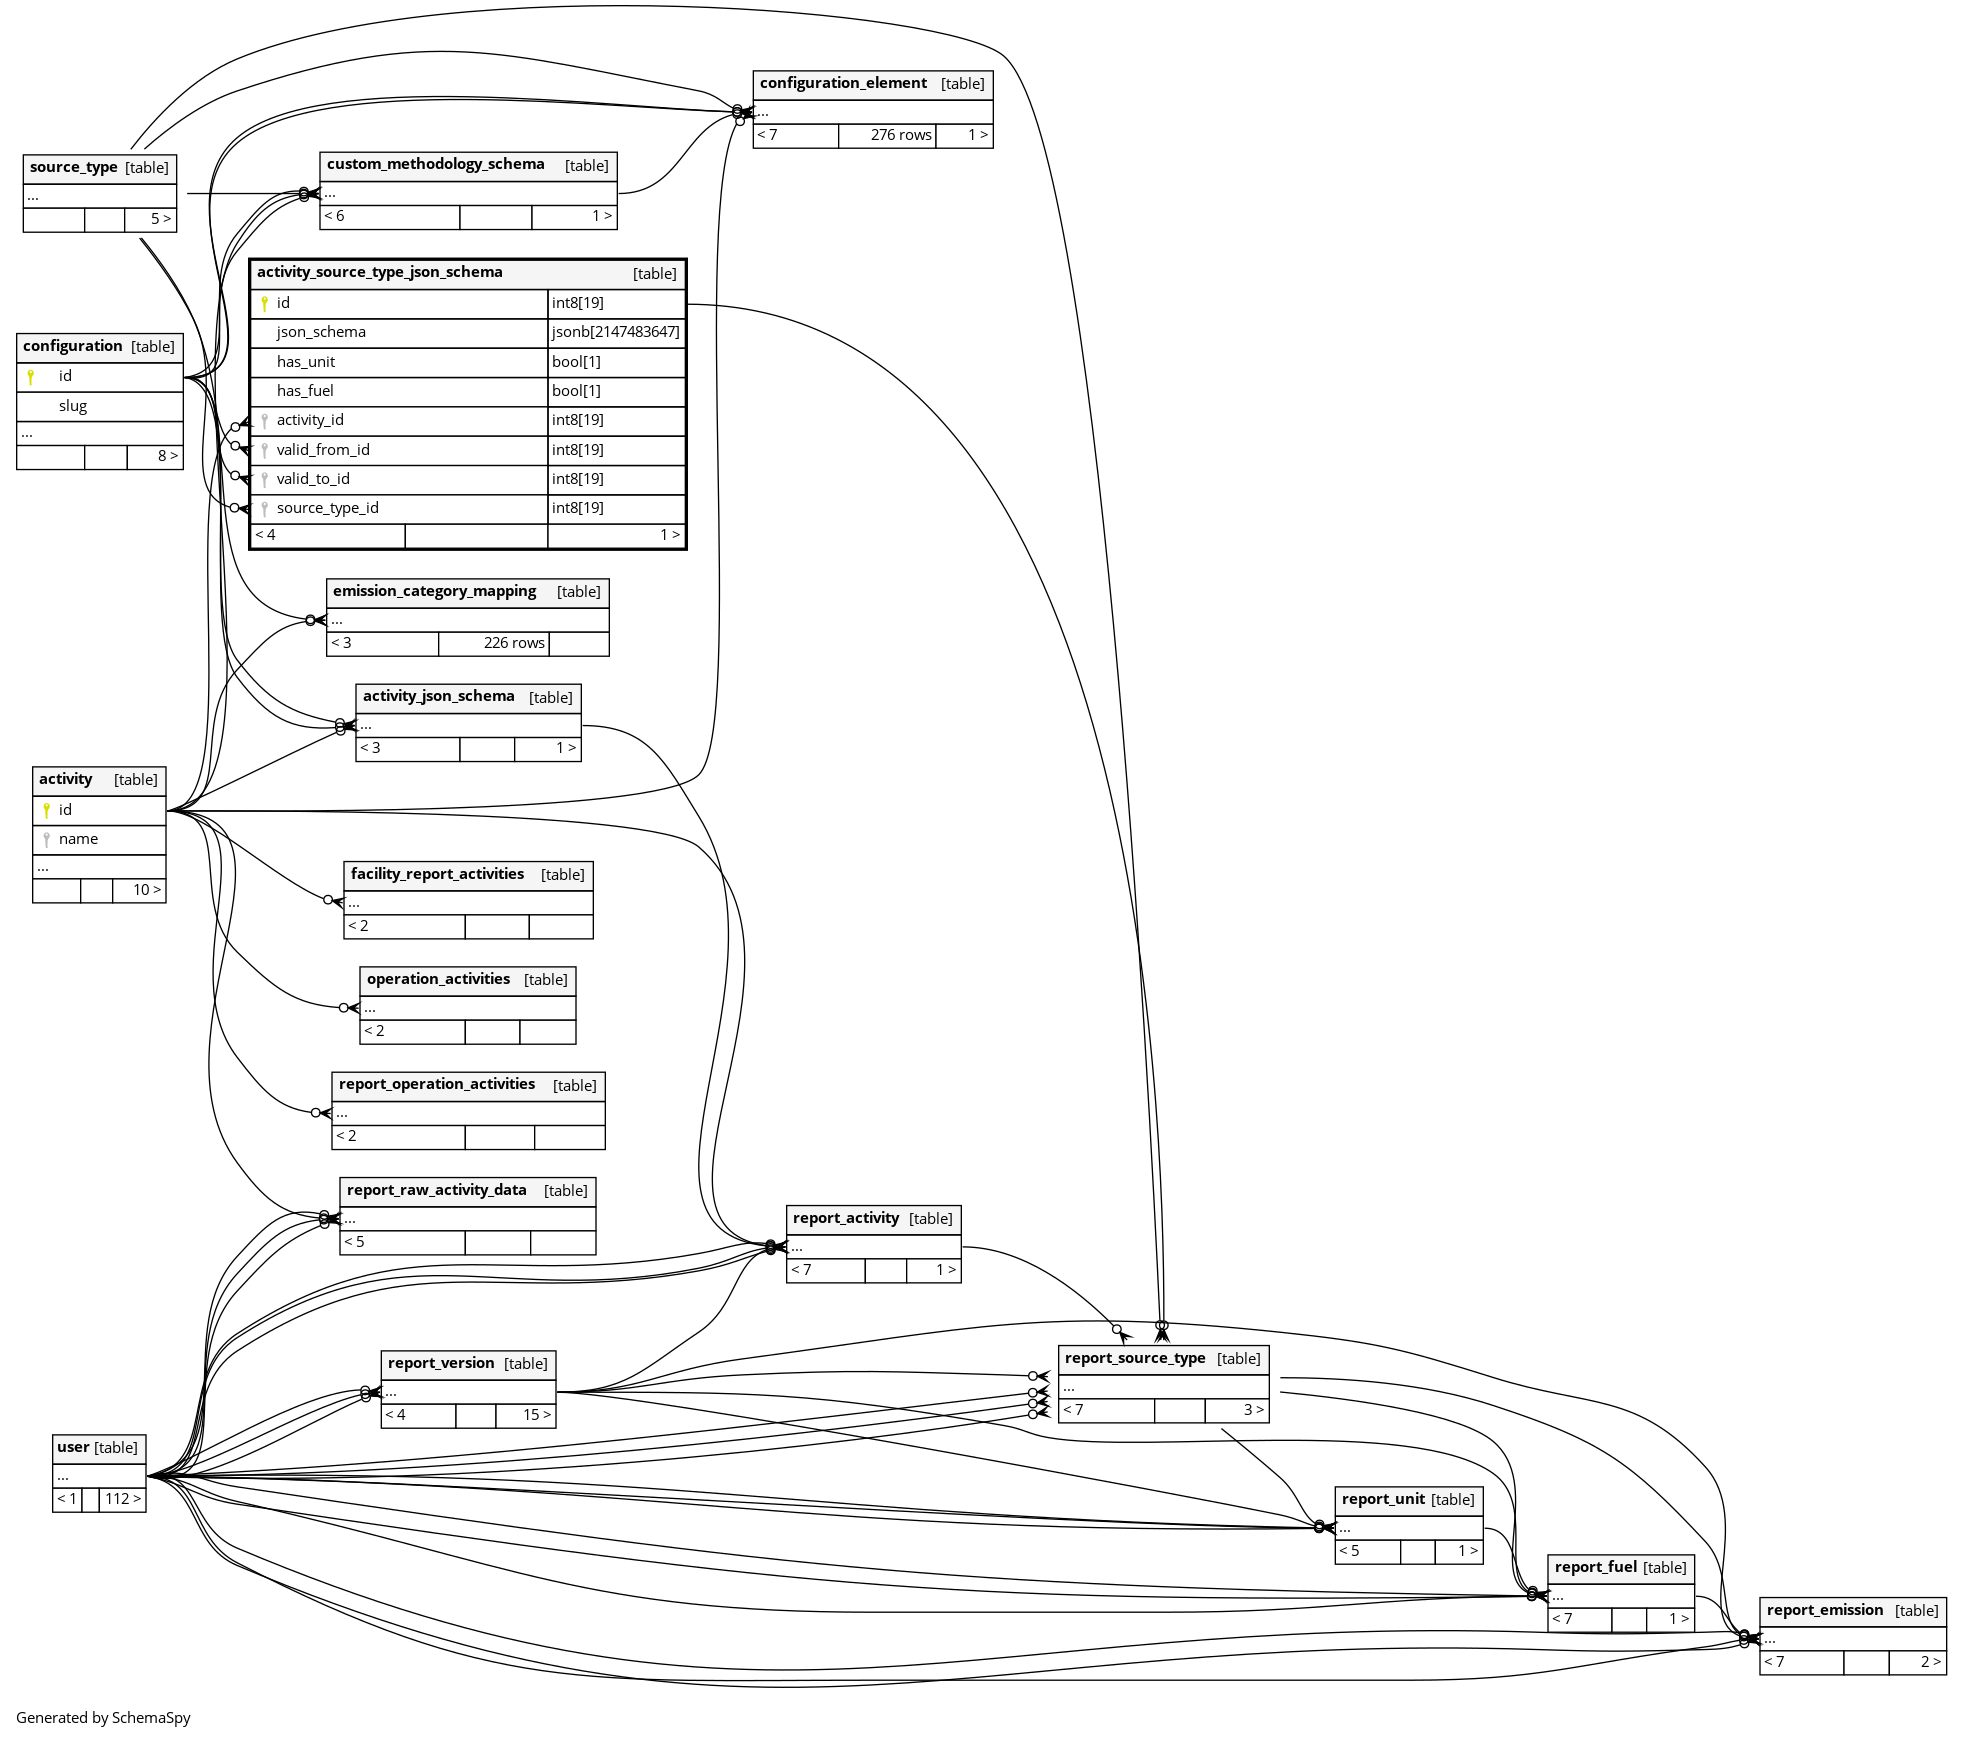 configuration_element [table]
...
< 7 276 rows 1 >
source_type [table]
...
5 >
custom_methodology_schema [table]
...
< 6 1 >
activity_source_type_json_schema [table]
id int8[19]
json_schema jsonb[2147483647]
has_unit bool[1]
has_fuel bool[1]
activity_id int8[19]
valid_from_id int8[19]
valid_to_id int8[19]
source_type_id int8[19]
< 4 1 >
configuration [table]
id
slug
...
8 >
emission_category_mapping [table]
...
< 3 226 rows
activity_json_schema [table]
...
< 3 1 >
activity [table]
id
name
...
10 >
facility_report_activities [table]
...
< 2
operation_activities [table]
...
< 2
report_operation_activities [table]
...
< 2
report_raw_activity_data [table]
...
< 5
report_activity [table]
...
< 7 1 >
report_version [table]
...
< 4 15 >
report_source_type [table]
...
< 7 3 >
user [table]
...
< 1 112 >
report_unit [table]
...
< 5 1 >
report_fuel [table]
...
< 7 1 >
report_emission [table]
...
< 7 2 >
Generated by SchemaSpy